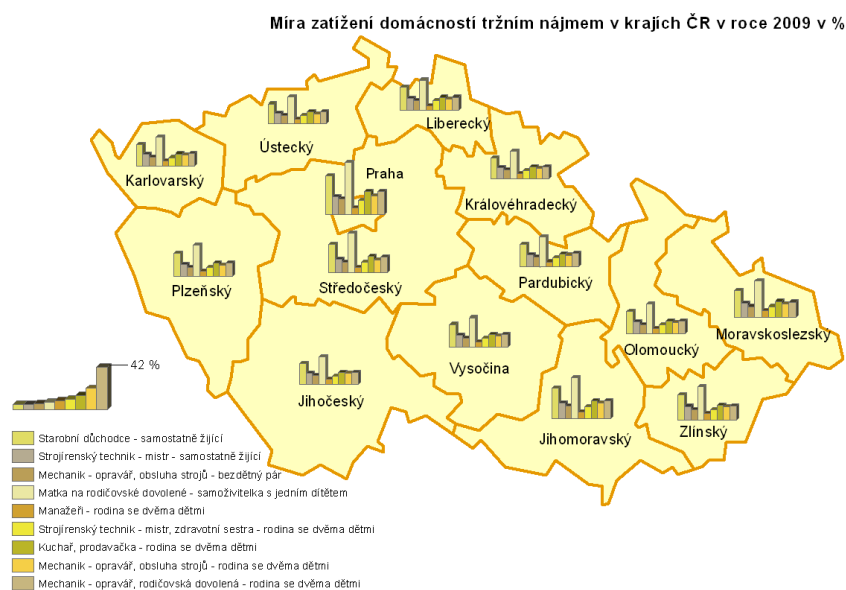 Míra zatížení domácností tržním nájmem v krajích ČR v roce 2009 v %
Liberecký
Ústecký
Karlovarský
Praha
Královéhradecký
Plzeňský
Středočeský
Pardubický
Moravskoslezský
Olomoucký
Vysočina
42 %
Jihočeský
Jihomoravský
Zlínský
Starobní důchodce - samostatně žijící
Strojírenský technik - mistr - samostatně žijící
Mechanik - opravář, obsluha strojů - bezdětný pár
Matka na rodičovské dovolené - samoživitelka s jedním dítětem
Manažeři - rodina se dvěma dětmi
Strojírenský technik - mistr, zdravotní sestra - rodina se dvěma dětmi
Kuchař, prodavačka - rodina se dvěma dětmi
Mechanik - opravář, obsluha strojů - rodina se dvěma dětmi
Mechanik - opravář, rodičovská dovolená - rodina se dvěma dětmi